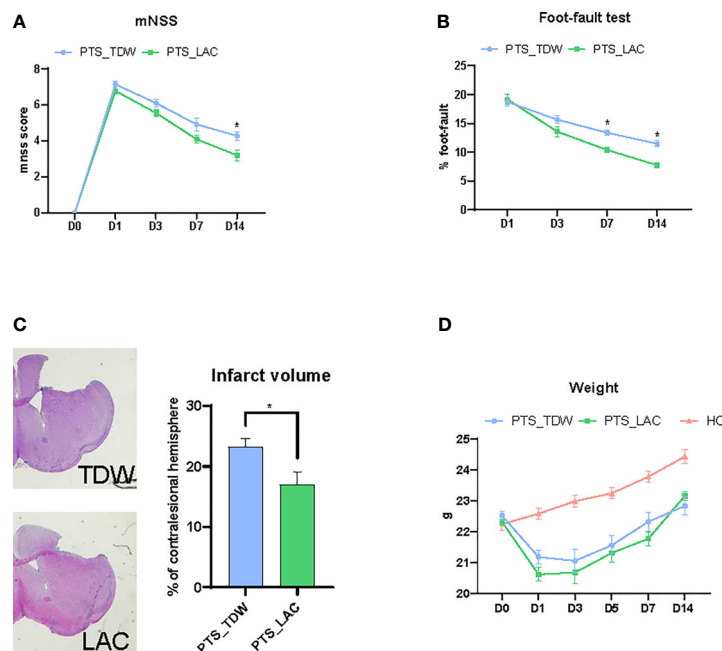 A
mNSS
PTS_TDW PTS_LAC
8
6
4
2
0
mnss score
*
D0 D1 D3 D7 D14
B
Foot-fault test
PTS_TDW PTS_LAC
25
20
15
10
5
0
% foot-fault
* *
D1 D3 D7 D14
C
TDW
LAC
Infarct volume
*
30
20
10
0
% of contralesional hemisphere
PTS_TDW PTS_LAC
D
Weight
PTS_TDW PTS_LAC HC
25
24
23
22
21
20
g
D0 D1 D3 D5 D7 D14